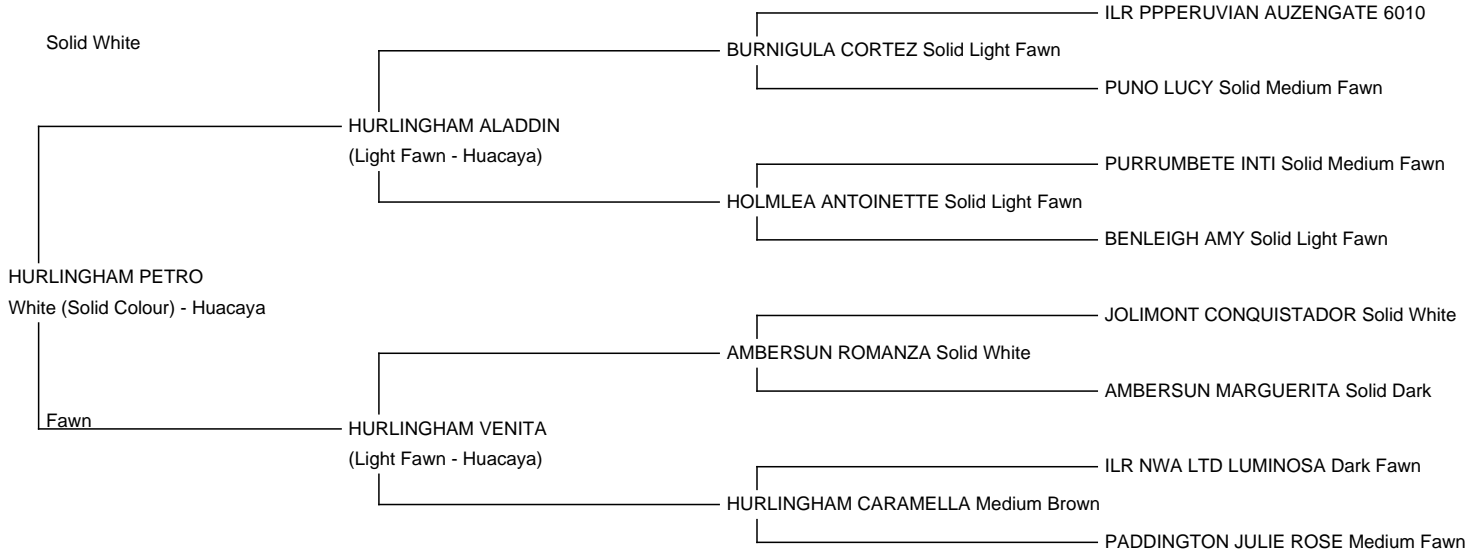 ILR PPPERUVIAN AUZENGATE 6010
Solid White
BURNIGULA CORTEZ Solid Light Fawn
PUNO LUCY Solid Medium Fawn
HURLINGHAM ALADDIN
(Light Fawn - Huacaya)
PURRUMBETE INTI Solid Medium Fawn
HOLMLEA ANTOINETTE Solid Light Fawn
BENLEIGH AMY Solid Light Fawn
HURLINGHAM PETRO
White (Solid Colour) - Huacaya
JOLIMONT CONQUISTADOR Solid White
AMBERSUN ROMANZA Solid White
AMBERSUN MARGUERITA Solid Dark
Fawn
HURLINGHAM VENITA
(Light Fawn - Huacaya)
ILR NWA LTD LUMINOSA Dark Fawn
HURLINGHAM CARAMELLA Medium Brown
PADDINGTON JULIE ROSE Medium Fawn